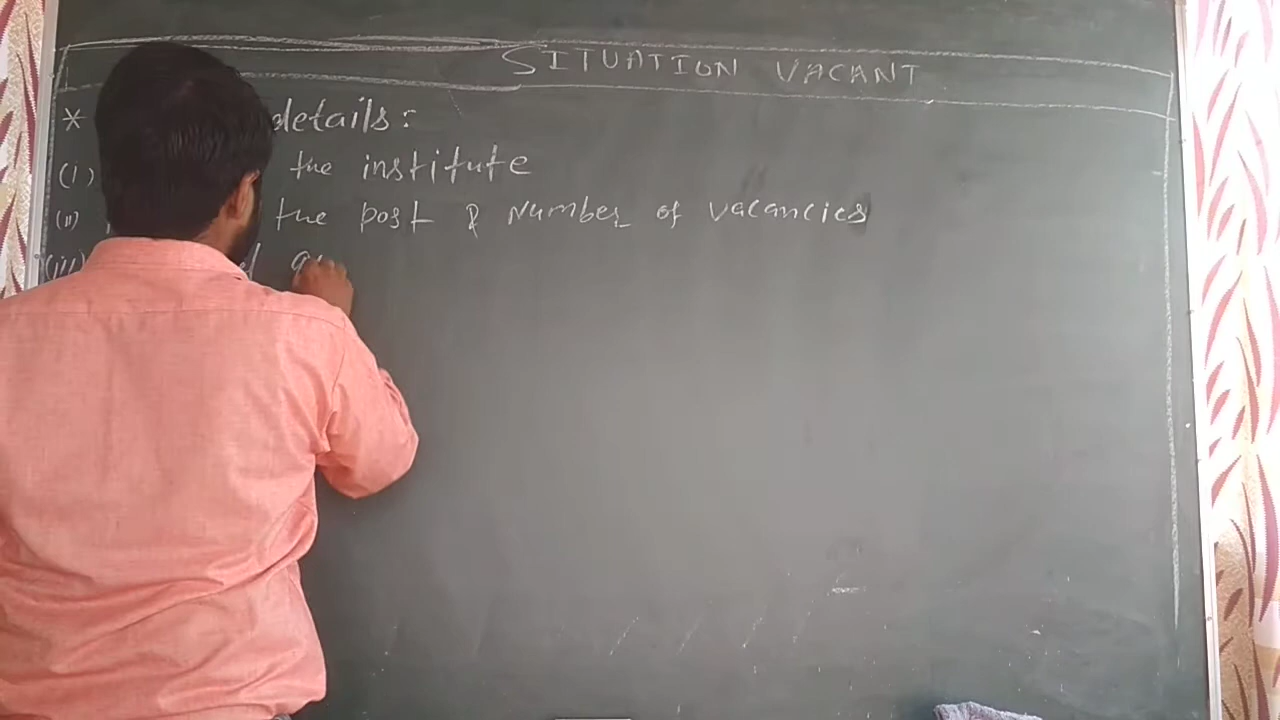 SITUATION VACANT
* details:
(i) the institute
(ii) the post & Number of vacancies
(iii)